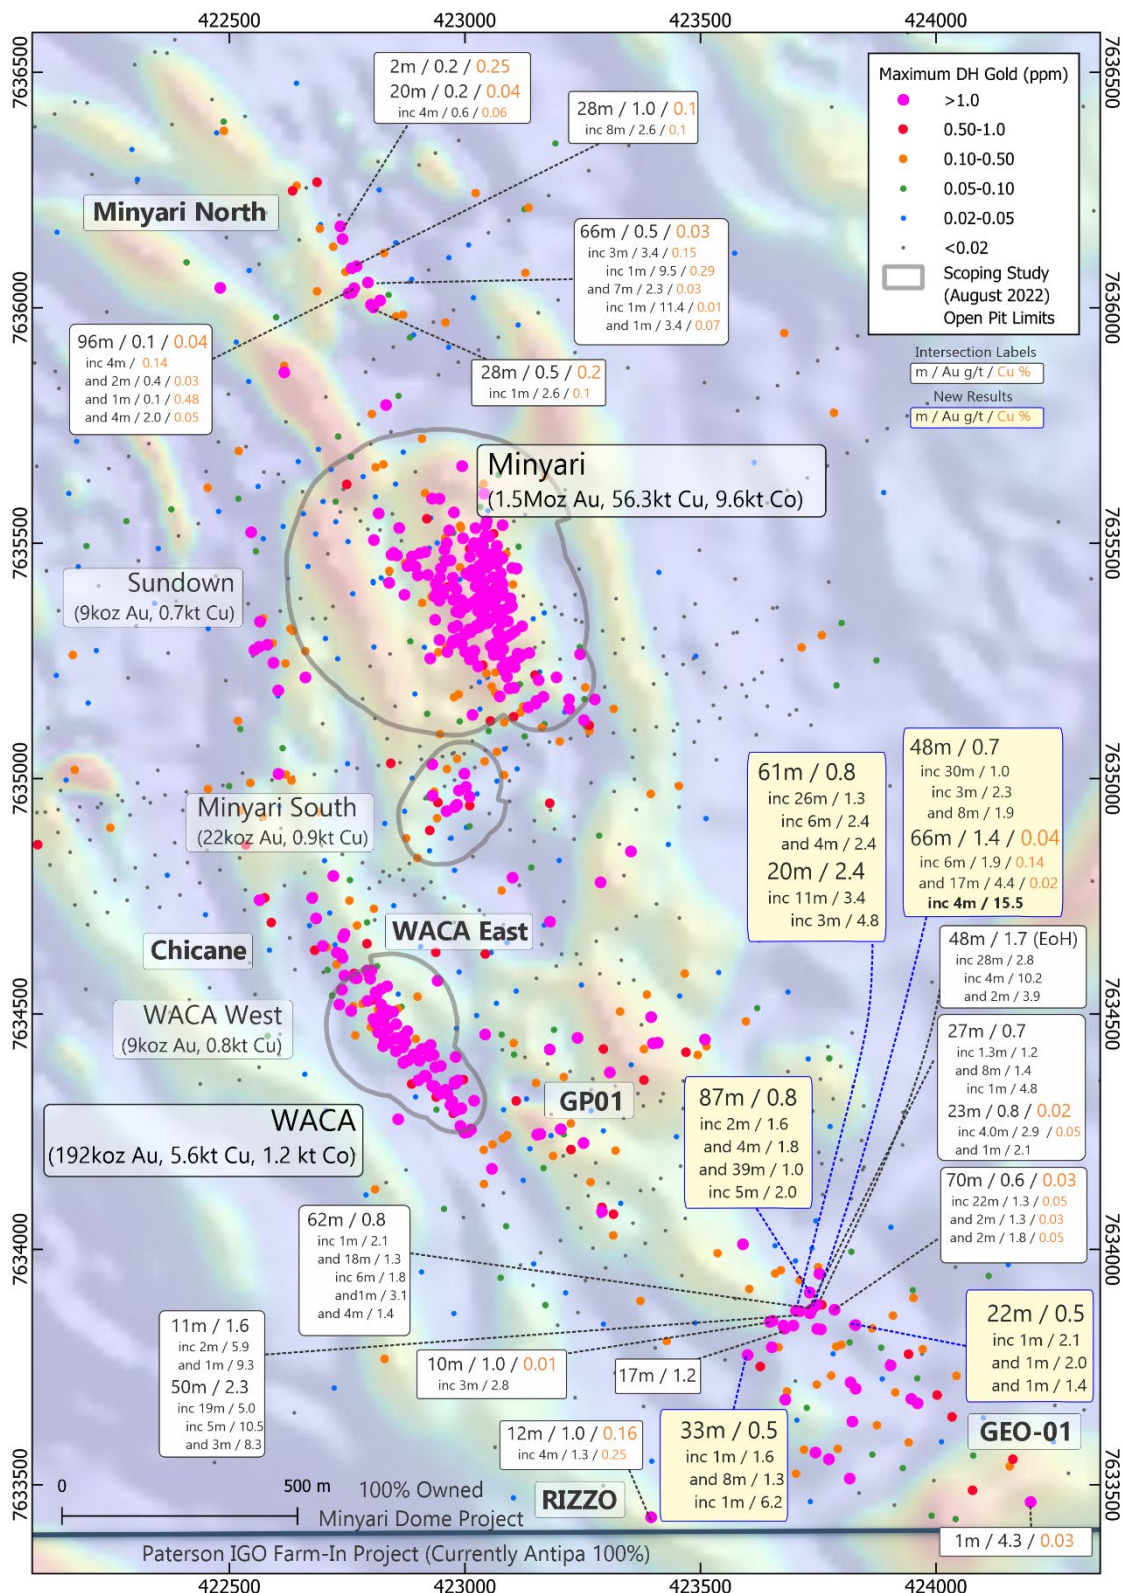 422500 423000 423500 424000
7636500
7636500
2m / 0.2 / 0.25
20m / 0.2 / 0.04
inc 4m / 0.6 / 0.06
28m / 1.0 / 0.1
inc 8m / 2.6 / 0.1
Maximum DH Gold (ppm)
>1.0
0.50-1.0
0.10-0.50
0.05-0.10
0.02-0.05
<0.02
Scoping Study
(August 2022)
Open Pit Limits
Intersection Labels
m / Au g/t / Cu %
New Results
m / Au g/t / Cu %
Minyari North
66m / 0.5 / 0.03
inc 3m / 3.4 / 0.15
inc 1m / 9.5 / 0.29
and 7m / 2.3 / 0.03
inc 1m / 11.4 / 0.01
and 1m / 3.4 / 0.07
7636000
7636000
96m / 0.1 / 0.04
inc 4m / 0.14
and 2m / 0.4 / 0.03
and 1m / 0.1 / 0.48
and 4m / 2.0 / 0.05
28m / 0.5 / 0.2
inc 1m / 2.6 / 0.1
Minyari
(1.5Moz Au, 56.3kt Cu, 9.6kt Co)
7635500
7635500
Sundown
(9koz Au, 0.7kt Cu)
7635000
7635000
Minyari South
(22koz Au, 0.9kt Cu)
61m / 0.8
inc 26m / 1.3
inc 6m / 2.4
and 4m / 2.4
20m / 2.4
inc 11m / 3.4
inc 3m / 4.8
48m / 0.7
inc 30m / 1.0
inc 3m / 2.3
and 8m / 1.9
66m / 1.4 / 0.04
inc 6m / 1.9 / 0.14
and 17m / 4.4 / 0.02
inc 4m / 15.5
WACA East
Chicane
48m / 1.7 (EoH)
inc 28m / 2.8
inc 4m / 10.2
and 2m / 3.9
7634500
7634500
WACA West
(9koz Au, 0.8kt Cu)
27m / 0.7
inc 1.3m / 1.2
and 8m / 1.4
inc 1m / 4.8
23m / 0.8 / 0.02
inc 4.0m / 2.9 / 0.05
and 1m / 2.1
GP01
87m / 0.8
inc 2m / 1.6
and 4m / 1.8
and 39m / 1.0
inc 5m / 2.0
WACA
(192koz Au, 5.6kt Cu, 1.2 kt Co)
70m / 0.6 / 0.03
inc 22m / 1.3 / 0.05
and 2m / 1.3 / 0.03
and 2m / 1.8 / 0.05
7634000
7634000
62m / 0.8
inc 1m / 2.1
and 18m / 1.3
inc 6m / 1.8
and1m / 3.1
and 4m / 1.4
22m / 0.5
inc 1m / 2.1
and 1m / 2.0
and 1m / 1.4
11m / 1.6
inc 2m / 5.9
and 1m / 9.3
50m / 2.3
inc 19m / 5.0
inc 5m / 10.5
and 3m / 8.3
10m / 1.0 / 0.01
inc 3m / 2.8
17m / 1.2
12m / 1.0 / 0.16
inc 4m / 1.3 / 0.25
33m / 0.5
inc 1m / 1.6
and 8m / 1.3
inc 1m / 6.2
GEO-01
7633500
7633500
0 500 m
100% Owned
Minyari Dome Project
RIZZO
1m / 4.3 / 0.03
Paterson IGO Farm-In Project (Currently Antipa 100%)
422500 423000 423500 424000